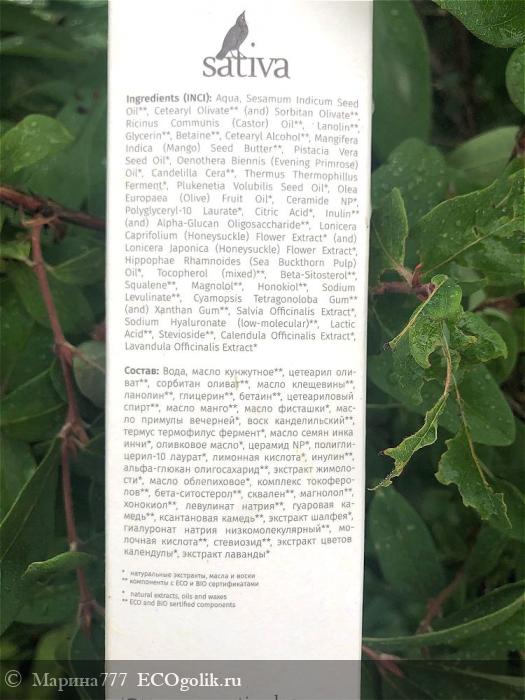 sativa
Ingredients (INCI): Aqua, Sesamum Indicum Seed
Oil**, Cetearyl Olivate** (and) Sorbitan Olivate**,
Ricinus Communis (Castor) Oil**, Lanolin**,
Glycerin**, Betaine**, Cetearyl Alcohol**, Mangifera
Indica (Mango) Seed Butter**, Pistacia Vera
Seed Oil*, Oenothera Biennis (Evening Primrose)
Oil*, Candelilla Cera**, Thermus Thermophillus
Ferment*, Plukenetia Volubilis Seed Oil*, Olea
Europaea (Olive) Fruit Oil*, Ceramide NP*,
Polyglyceryl-10 Laurate*, Citric Acid*, Inulin**
(and) Alpha-Glucan Oligosaccharide**, Lonicera
Caprifolium (Honeysuckle) Flower Extract* (and)
Lonicera Japonica (Honeysuckle) Flower Extract*,
Hippophae Rhamnoides (Sea Buckthorn Pulp)
Oil*, Tocopherol (mixed)**, Beta-Sitosterol**,
Squalene**, Magnolol*, Honokiol*, Sodium
Levulinate**, Cyamopsis Tetragonoloba Gum**
(and) Xanthan Gum**, Salvia Officinalis Extract*,
Sodium Hyaluronate (low-molecular)**, Lactic
Acid**, Stevioside**, Calendula Officinalis Extract*,
Lavandula Officinalis Extract*
Состав: Вода, масло кунжутное**, цетеарил оли-
ват**, сорбитан оливат**, масло клещевины**,
ланолин**, глицерин**, бетаин**, цетеариловый
спирт**, масло манго**, масло фисташки*, мас-
ло примулы вечерней*, воск канделильский**,
термус термофилус фермент*, масло семян инка
инчи*, оливковое масло*, церамид NP*, полигли-
церил-10 лаурат*, лимонная кислота*, инулин**,
альфа-глюкан олигосахарид**, экстракт жимоло-
сти*, масло облепиховое*, комплекс токоферо-
лов**, бета-ситостерол**, сквален**, магнолол**,
хонокиол**, левулинат натрия**, гуаровая ка-
медь**, ксантановая камедь**, экстракт шалфея*,
гиалуронат натрия низкомолекулярный**, мо-
лочная кислота**, стевиозид**, экстракт цветов
календулы*, экстракт лаванды*
* натуральные экстракты, масла и воски
** компоненты с ECO и BIO сертификатами
* natural extracts, oils and waxes
** ECO and BIO sertified components
© Марина777 ECOgolik.ru